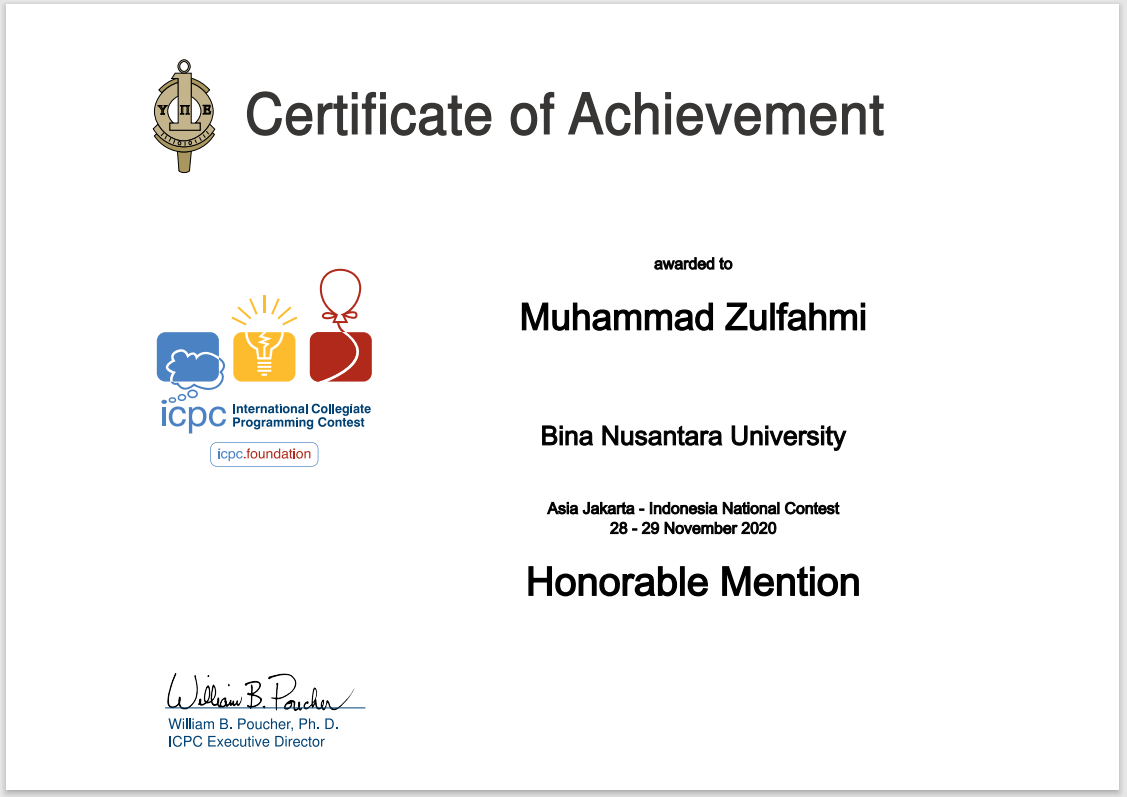 Υ Π Ε
Certificate of Achievement
awarded to
Muhammad Zulfahmi
Bina Nusantara University
Asia Jakarta - Indonesia National Contest
28 - 29 November 2020
Honorable Mention
icpc International Collegiate
Programming Contest
icpc.foundation
William B. Poucher
William B. Poucher, Ph. D.
ICPC Executive Director